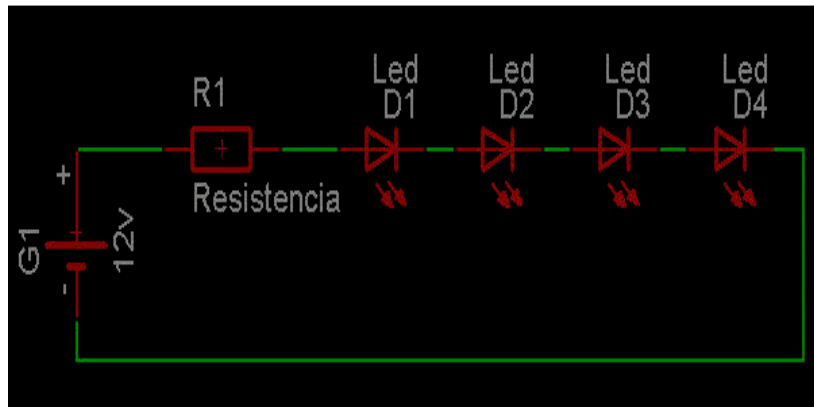 R1
Resistencia
Led
D1
Led
D2
Led
D3
Led
D4
+
G1
12v
-